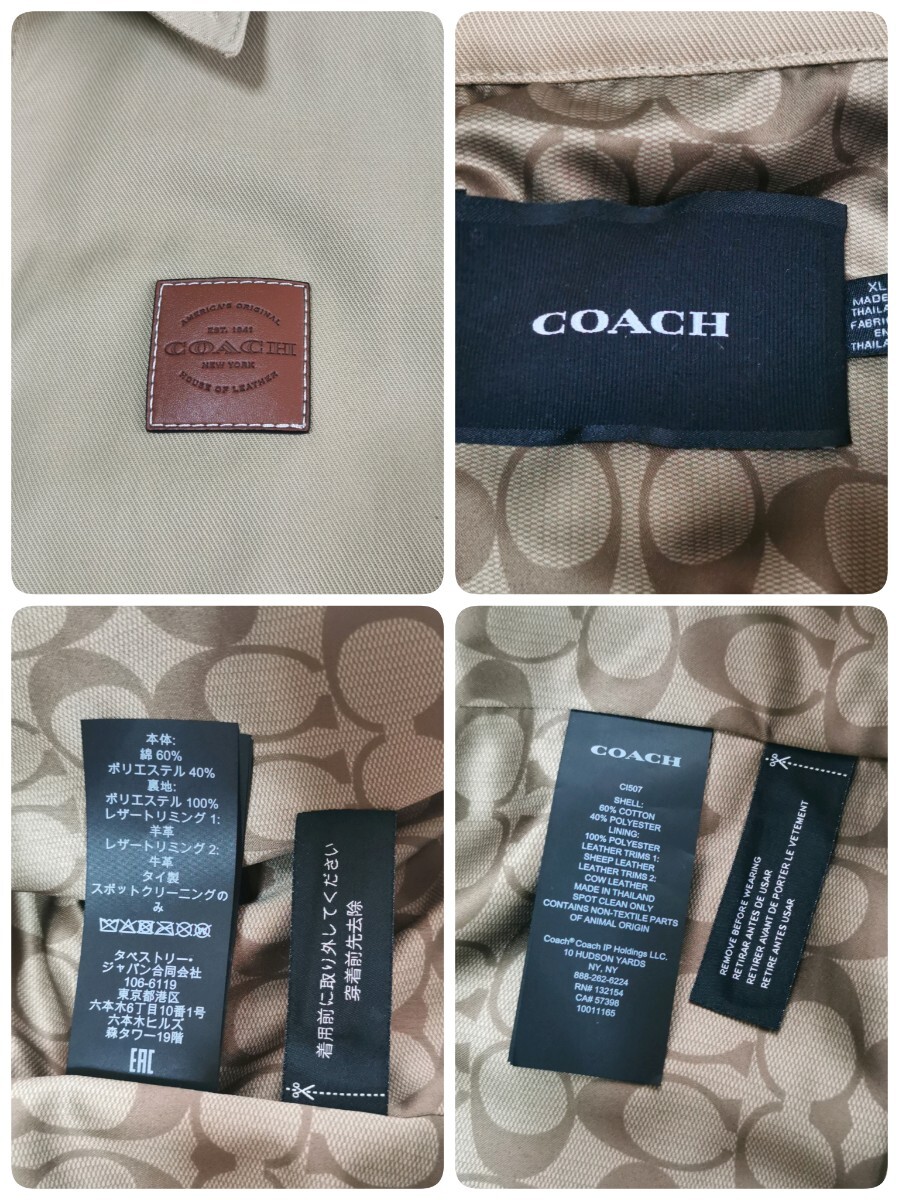 AMERICA'S ORIGINAL
EST. 1941
COACH
NEW YORK
HOUSE OF LEATHER
COACH
XL
MADE
THAILA
FABRI
EN
THAILA
本体:
綿 60%
ポリエステル 40%
裏地:
ポリエステル 100%
レザートリミング 1:
羊革
レザートリミング 2:
牛革
タイ製
スポットクリーニングの
み
タペストリー・
ジャパン合同会社
106-6119
東京都港区
六本木6丁目10番1号
六本木ヒルズ
森タワー19階
EAC
着用前に取り外してください
穿着前先去除
COACH
CI507
SHELL:
60% COTTON
40% POLYESTER
LINING:
100% POLYESTER
LEATHER TRIMS 1:
SHEEP LEATHER
LEATHER TRIMS 2:
COW LEATHER
MADE IN THAILAND
SPOT CLEAN ONLY
CONTAINS NON-TEXTILE PARTS
OF ANIMAL ORIGIN
Coach® Coach IP Holdings LLC.
10 HUDSON YARDS
NY, NY
888-262-6224
RN# 132154
CA# 57398
10011165
REMOVE BEFORE WEARING
RETIRAR ANTES DE USAR
RETIRER AVANT DE PORTER LE VETEMENT
RETIRE ANTES USAR